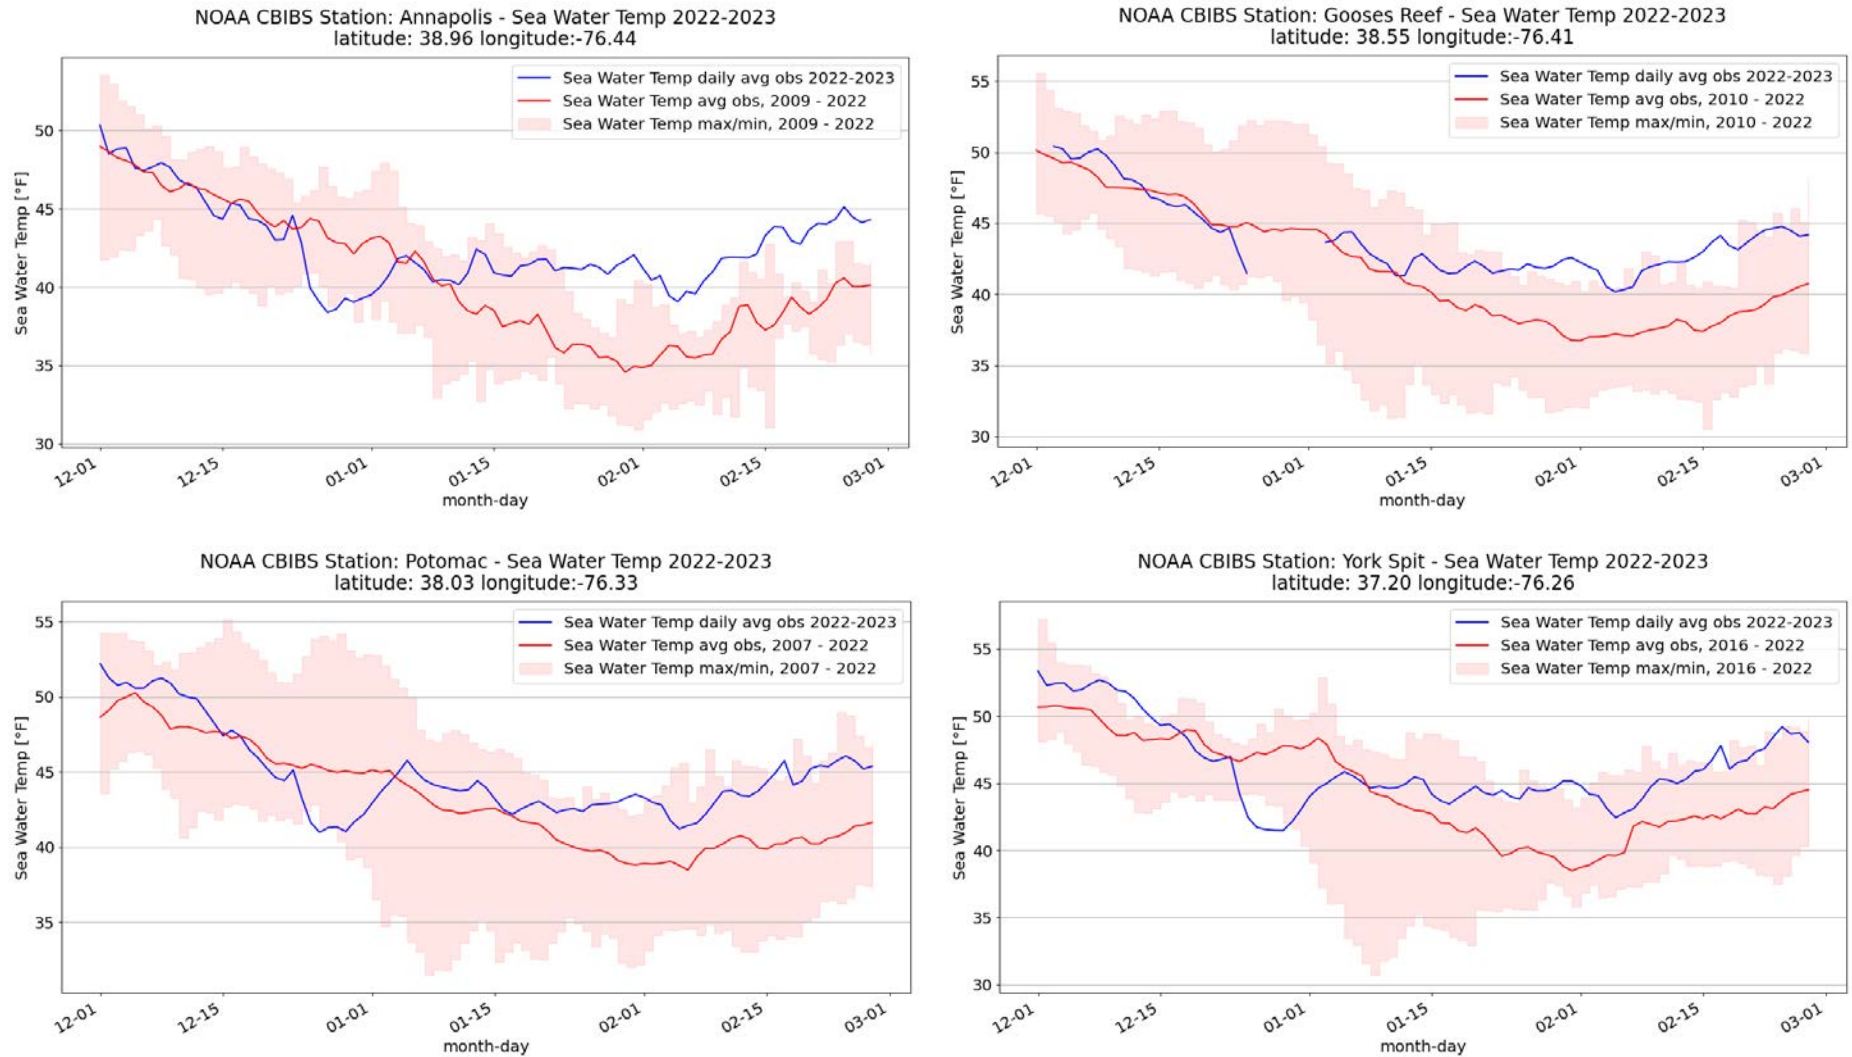 NOAA CBIBS Station: Annapolis - Sea Water Temp 2022-2023
latitude: 38.96 longitude:-76.44
Sea Water Temp daily avg obs 2022-2023
Sea Water Temp avg obs, 2009 - 2022
Sea Water Temp max/min, 2009 - 2022
Sea Water Temp [°F]
50
45
40
35
30
12-01
12-15
01-01
01-15
02-01
02-15
03-01
month-day
NOAA CBIBS Station: Gooses Reef - Sea Water Temp 2022-2023
latitude: 38.55 longitude:-76.41
Sea Water Temp daily avg obs 2022-2023
Sea Water Temp avg obs, 2010 - 2022
Sea Water Temp max/min, 2010 - 2022
Sea Water Temp [°F]
55
50
45
40
35
30
12-01
12-15
01-01
01-15
02-01
02-15
03-01
month-day
NOAA CBIBS Station: Potomac - Sea Water Temp 2022-2023
latitude: 38.03 longitude:-76.33
Sea Water Temp daily avg obs 2022-2023
Sea Water Temp avg obs, 2007 - 2022
Sea Water Temp max/min, 2007 - 2022
Sea Water Temp [°F]
55
50
45
40
35
12-01
12-15
01-01
01-15
02-01
02-15
03-01
month-day
NOAA CBIBS Station: York Spit - Sea Water Temp 2022-2023
latitude: 37.20 longitude:-76.26
Sea Water Temp daily avg obs 2022-2023
Sea Water Temp avg obs, 2016 - 2022
Sea Water Temp max/min, 2016 - 2022
Sea Water Temp [°F]
55
50
45
40
35
30
12-01
12-15
01-01
01-15
02-01
02-15
03-01
month-day